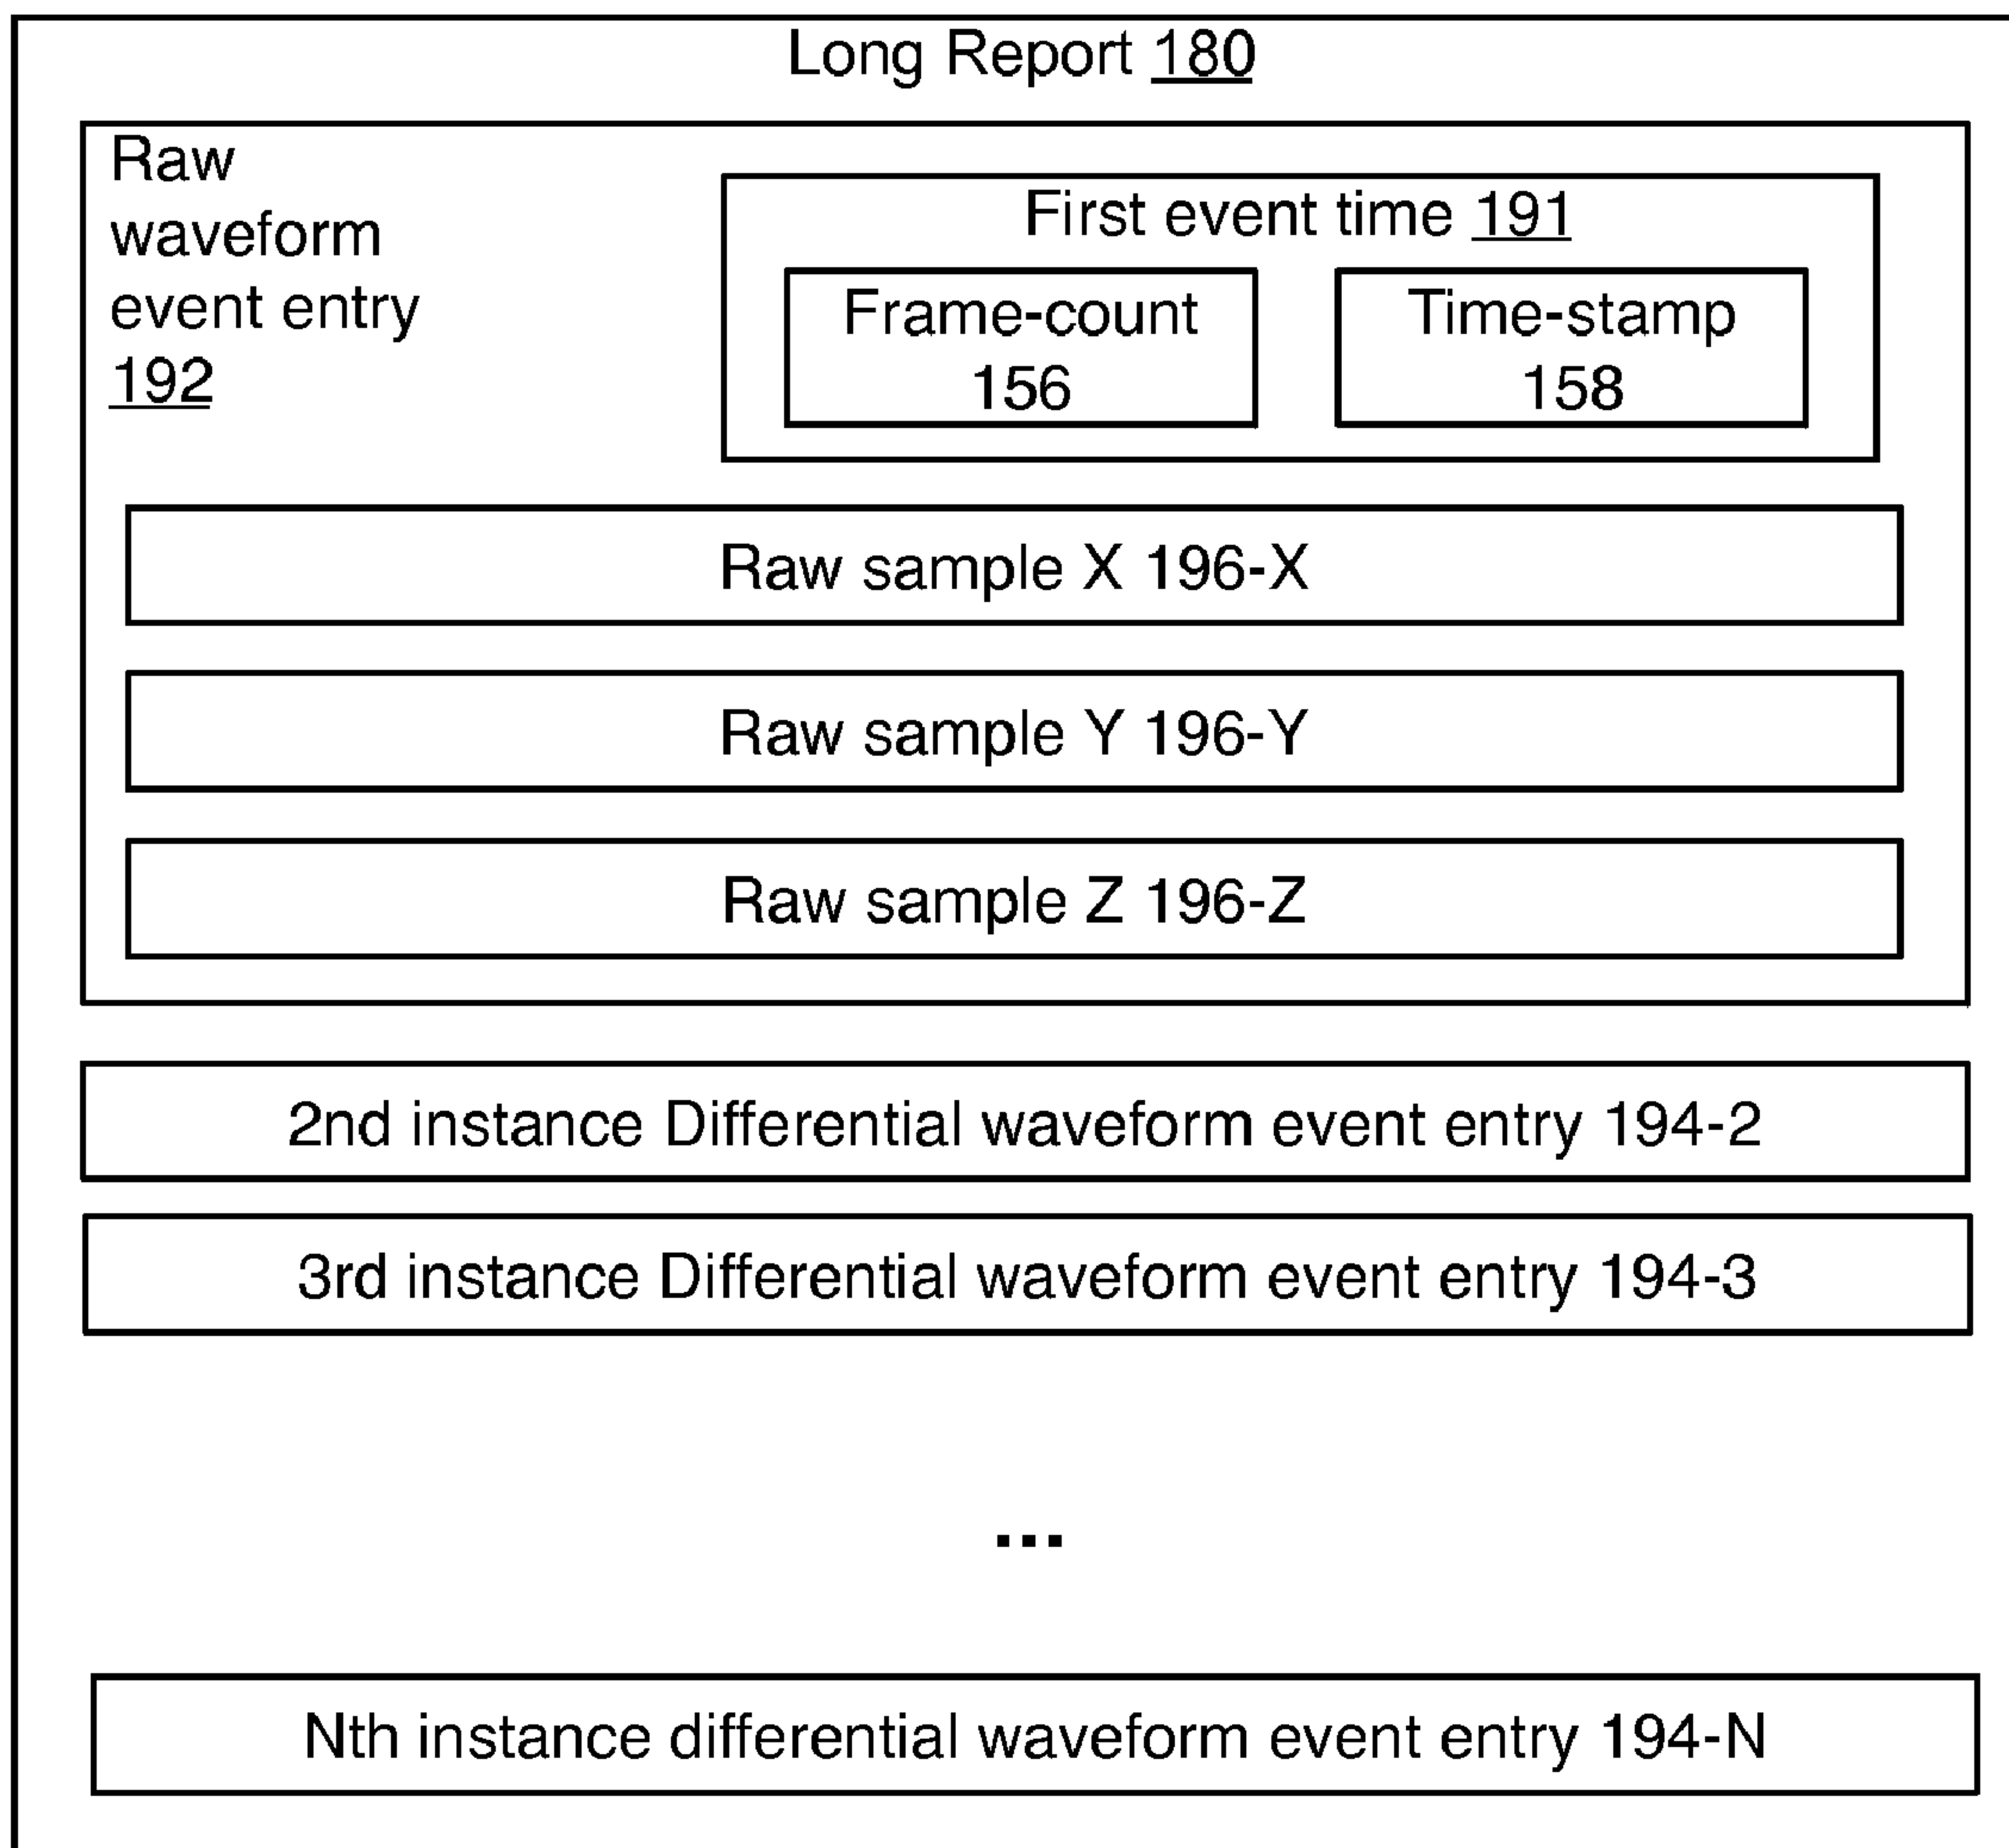 Long Report 180
Raw
waveform
event entry
192
First event time 191
Frame-count
156
Time-stamp
158
Raw sample X 196-X
Raw sample Y 196-Y
Raw sample Z 196-Z
2nd instance Differential waveform event entry 194-2
3rd instance Differential waveform event entry 194-3
...
Nth instance differential waveform event entry 194-N